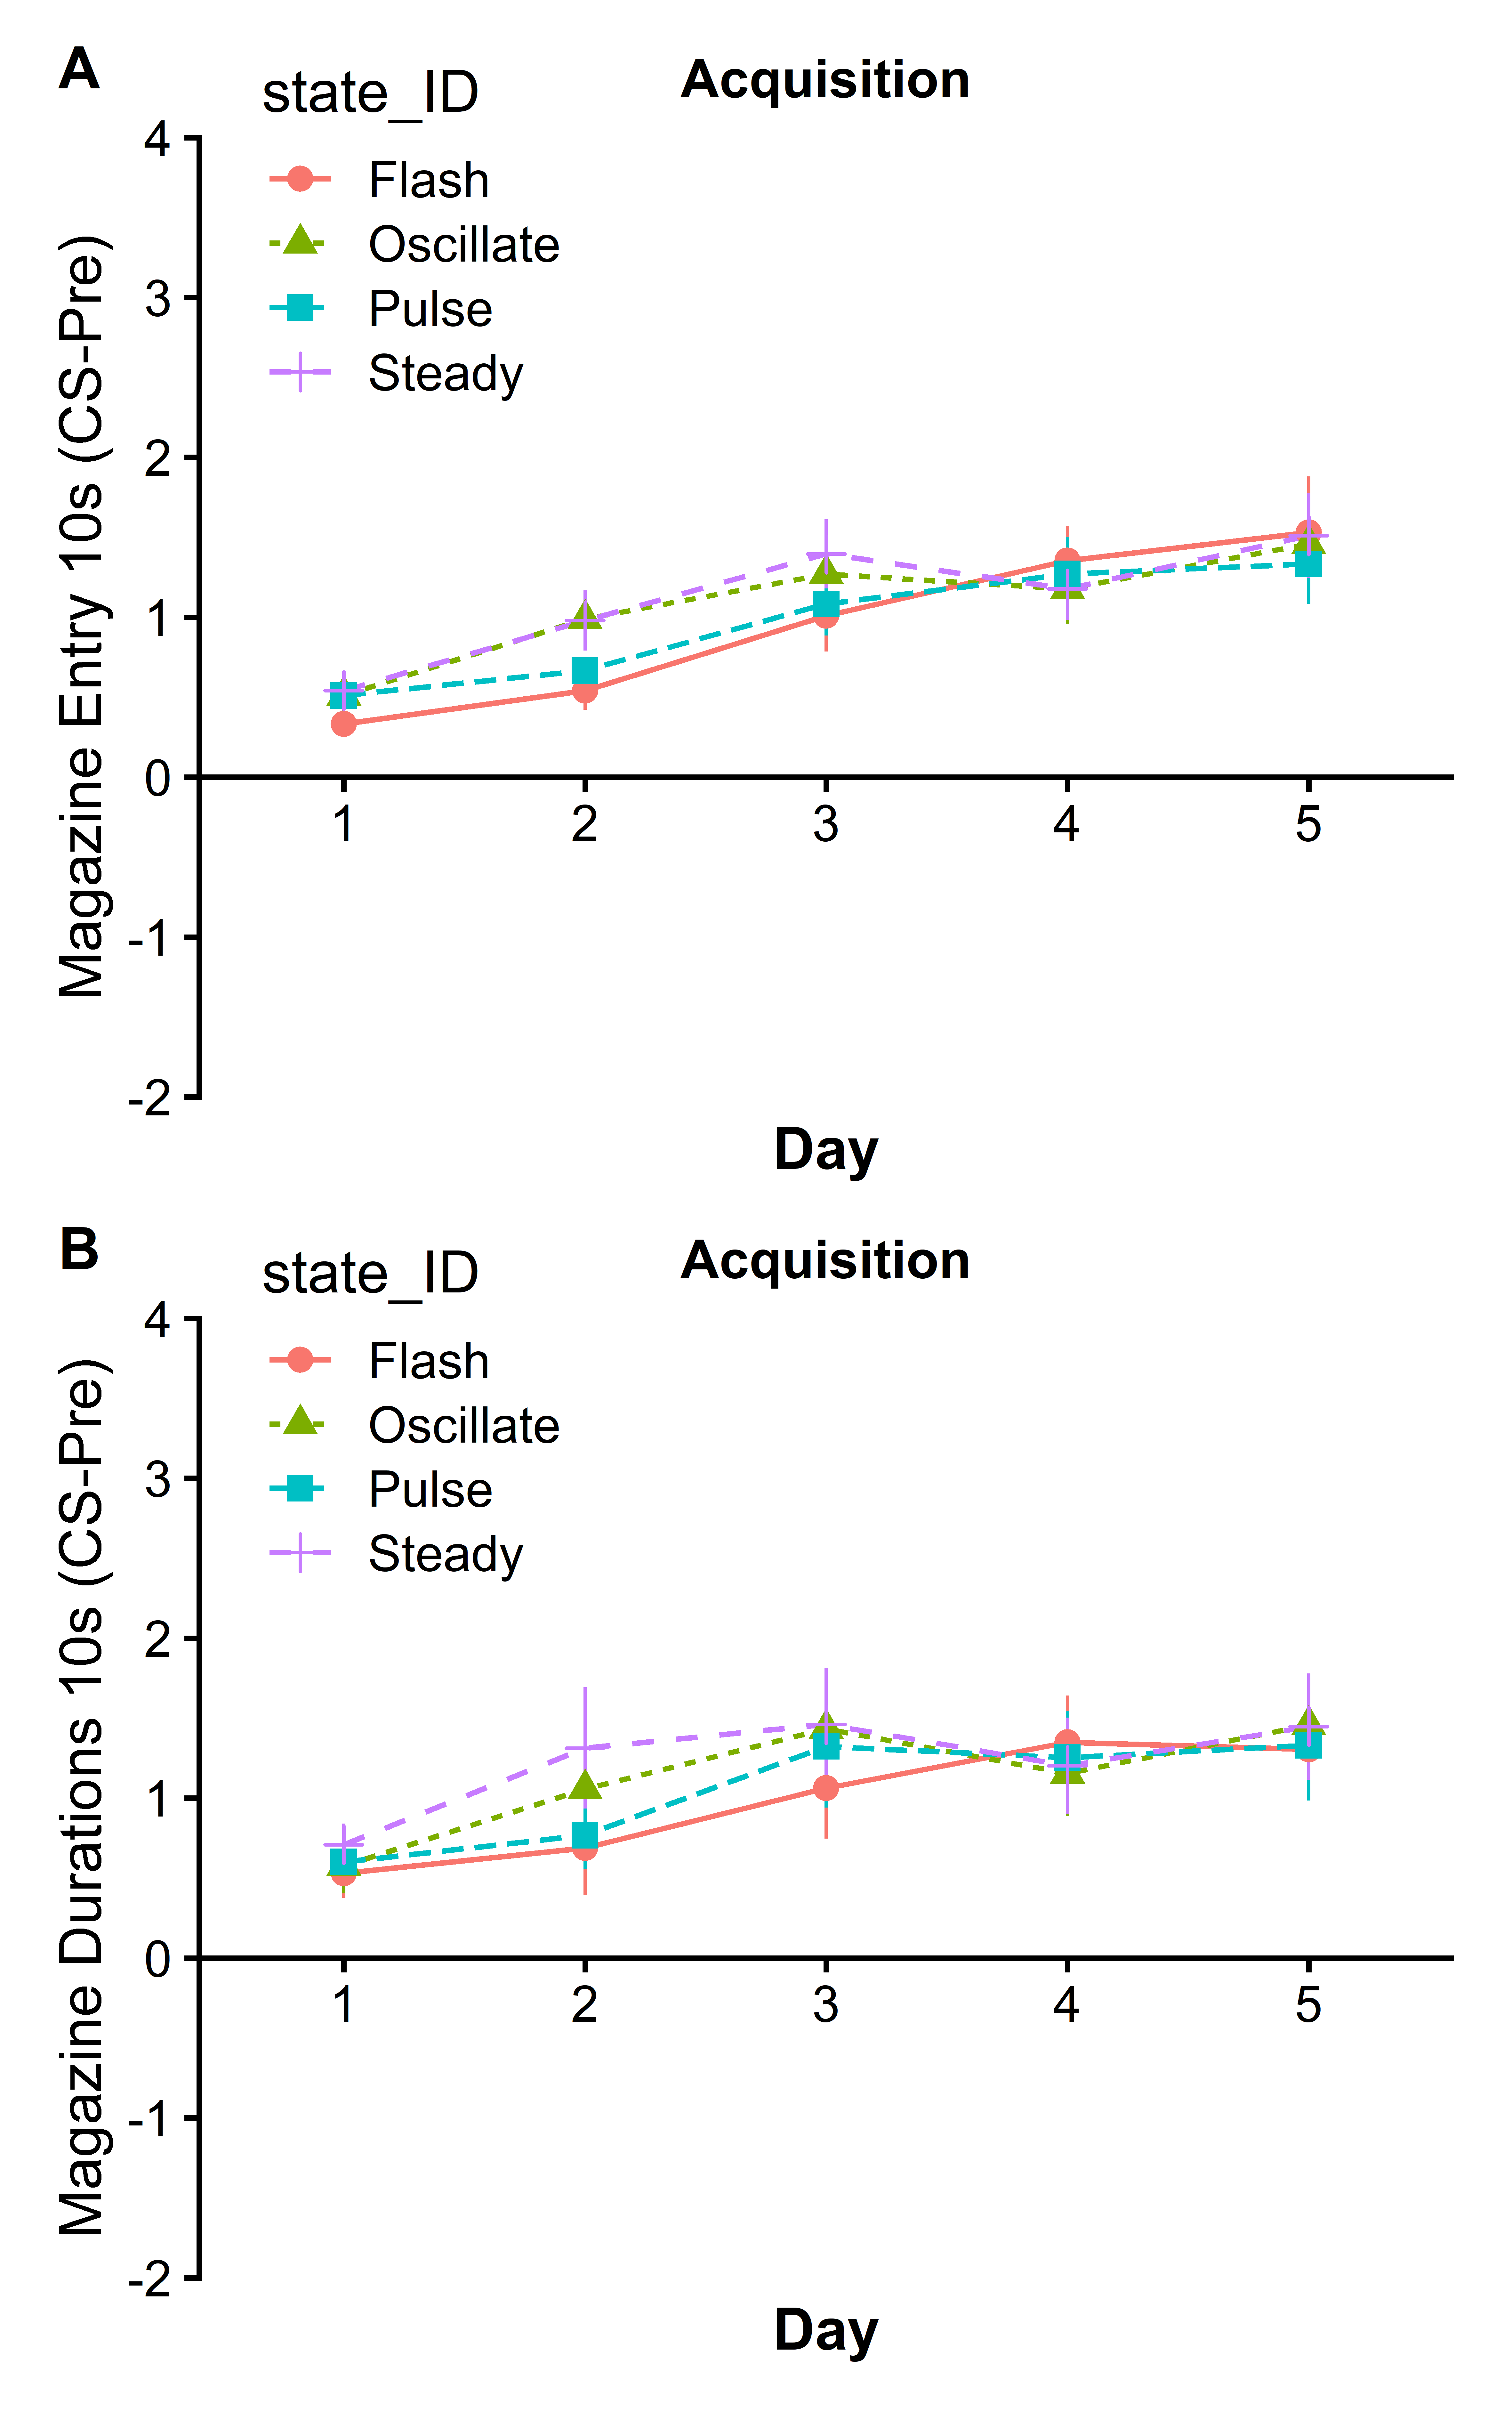 A
Acquisition
state_ID
Flash
Oscillate
Pulse
Steady
Magazine Entry 10s (CS-Pre)
4
3
2
1
0
-1
-2
1 2 3 4 5
Day
B
Acquisition
state_ID
Flash
Oscillate
Pulse
Steady
Magazine Durations 10s (CS-Pre)
4
3
2
1
0
-1
-2
1 2 3 4 5
Day